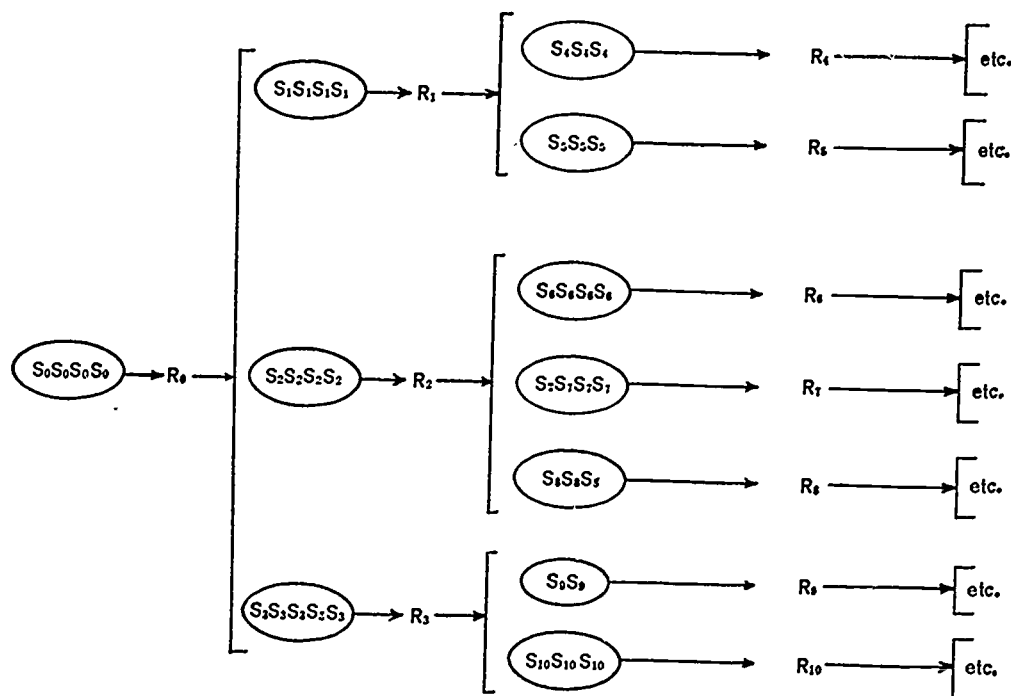 S₄S₄S₄ R₄ etc.
S₁S₁S₁S₁ R₁
S₅S₅S₅ R₅ etc.
S₆S₆S₆S₆ R₆ etc.
S₀S₀S₀S₀ R₀ S₂S₂S₂S₂ R₂ S₇S₇S₇S₇ R₇ etc.
S₈S₈S₅ R₈ etc.
S₉S₉ R₉ etc.
S₃S₃S₃S₃S₃ R₃
S₁₀S₁₀S₁₀ R₁₀ etc.